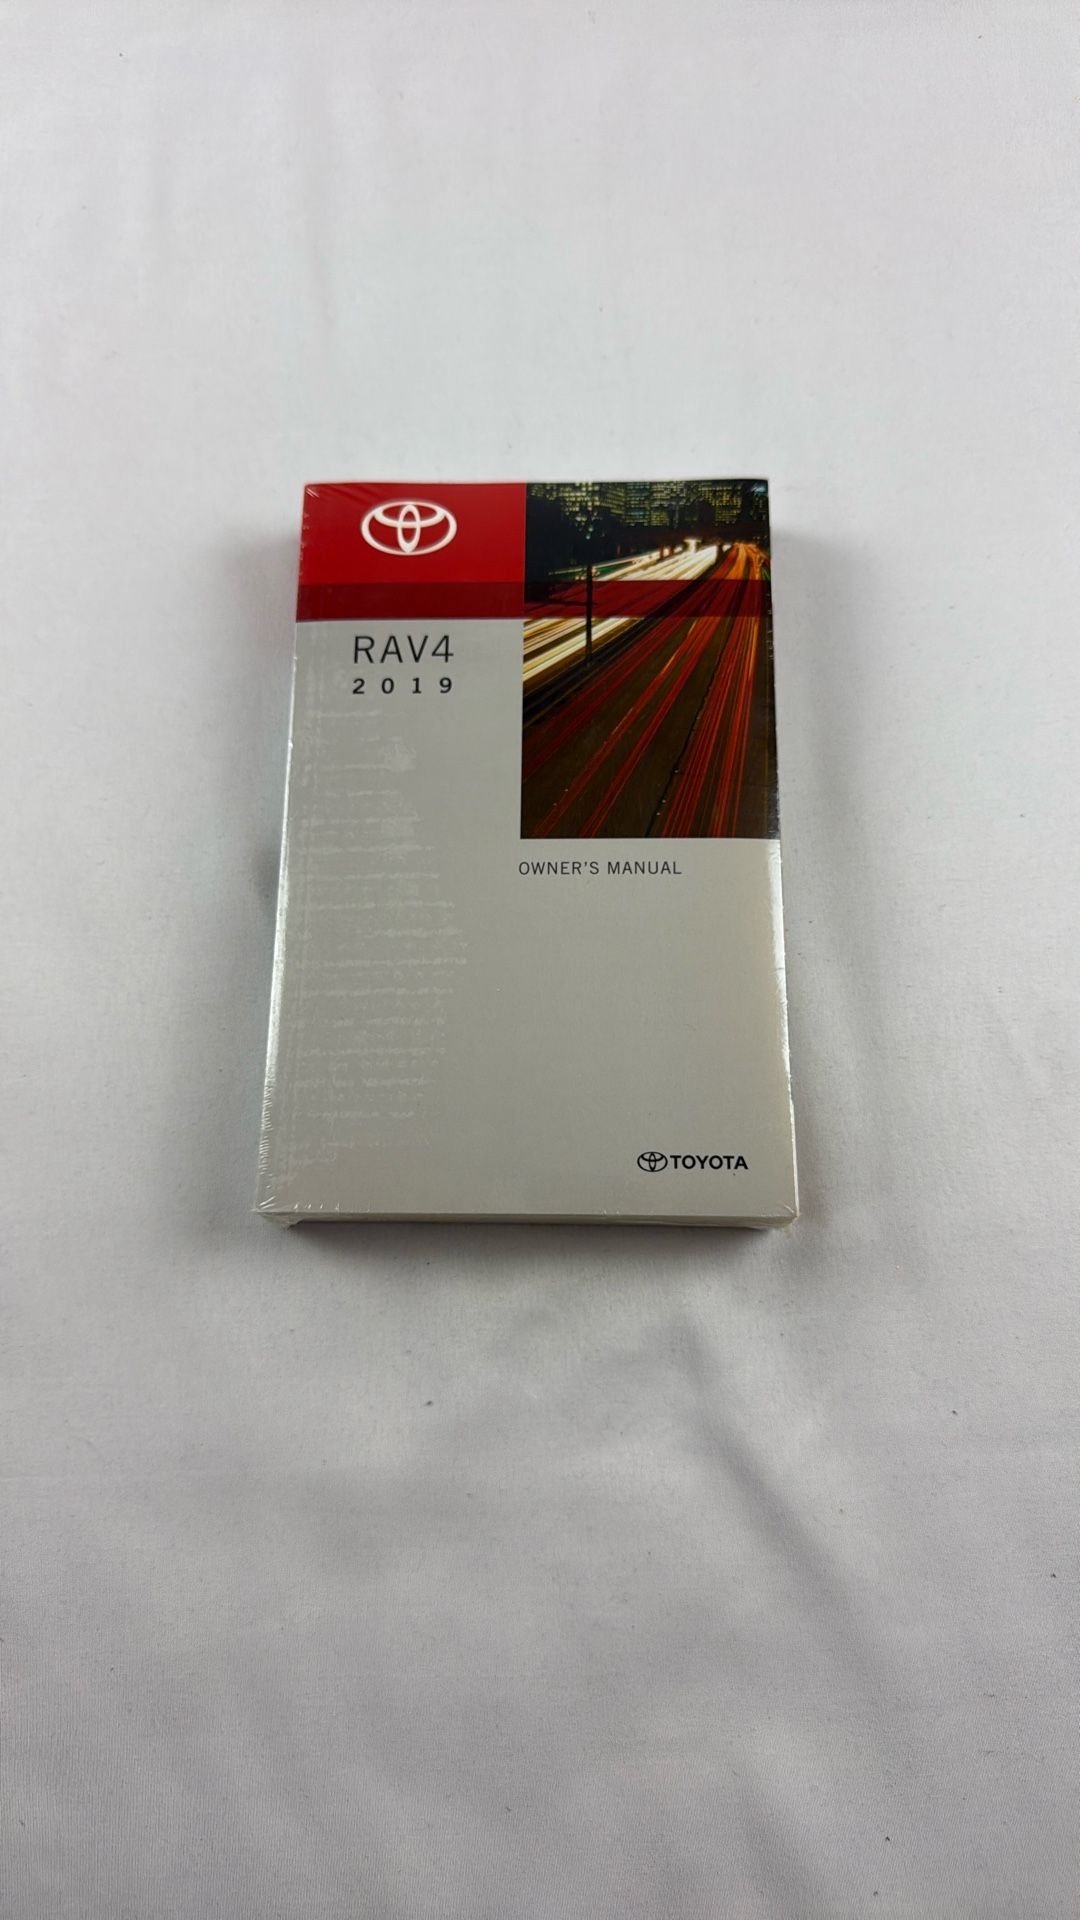 RAV4
2019
OWNER'S MANUAL
TOYOTA